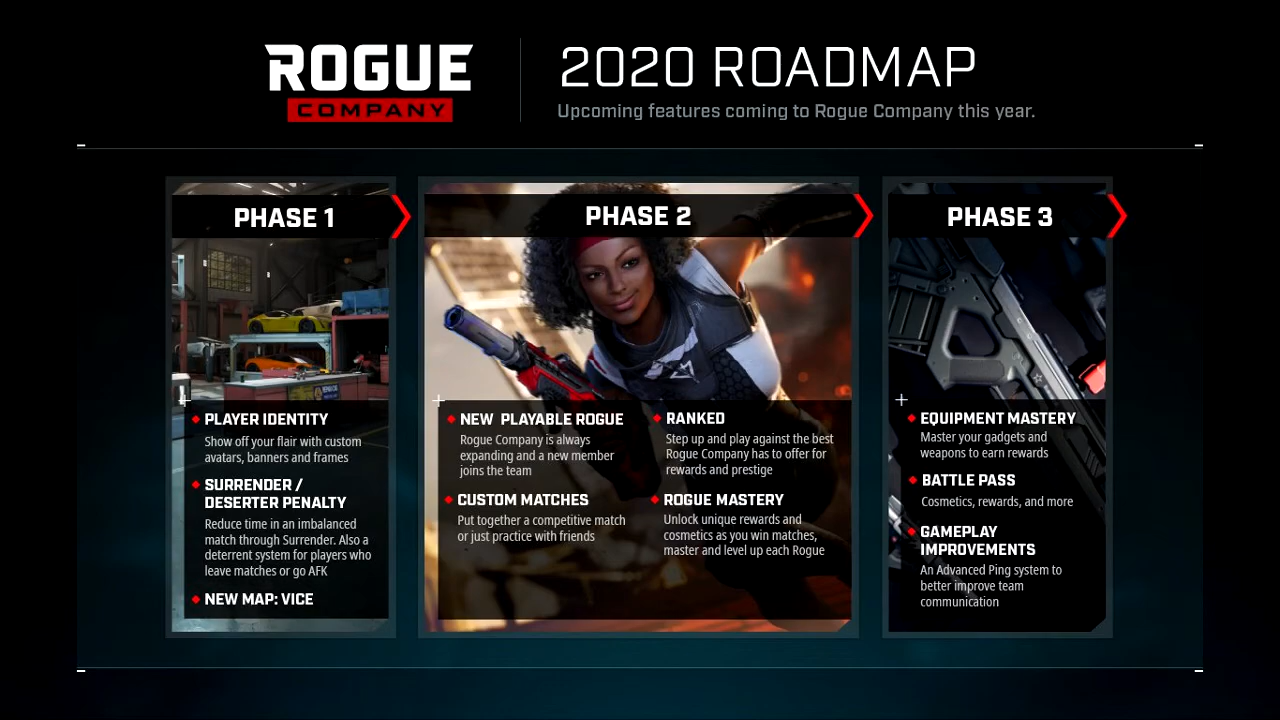 ROGUE
COMPANY
2020 ROADMAP
Upcoming features coming to Rogue Company this year.
PHASE 1
PLAYER IDENTITY
Show off your flair with custom
avatars, banners and frames
SURRENDER /
DESERTER PENALTY
Reduce time in an imbalanced
match through Surrender. Also a
deterrent system for players who
leave matches or go AFK
NEW MAP: VICE
PHASE 2
NEW PLAYABLE ROGUE
Rogue Company is always
expanding and a new member
joins the team
CUSTOM MATCHES
Put together a competitive match
or just practice with friends
RANKED
Step up and play against the best
Rogue Company has to offer for
rewards and prestige
ROGUE MASTERY
Unlock unique rewards and
cosmetics as you win matches,
master and level up each Rogue
PHASE 3
EQUIPMENT MASTERY
Master your gadgets and
weapons to earn rewards
BATTLE PASS
Cosmetics, rewards, and more
GAMEPLAY
IMPROVEMENTS
An Advanced Ping system to
better improve team
communication